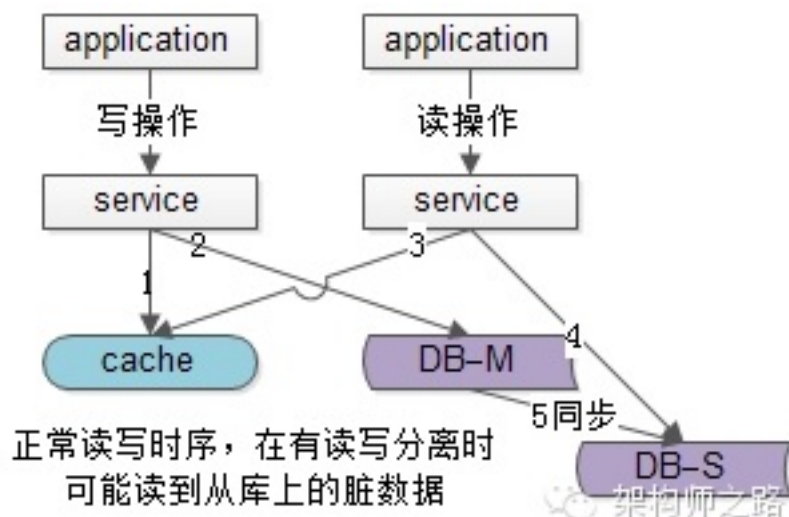 application
application
写操作
读操作
service
service
1
2
3
cache
DB-M
4
5同步
正常读写时序，在有读写分离时
可能读到从库上的脏数据
DB-S
架构师之路